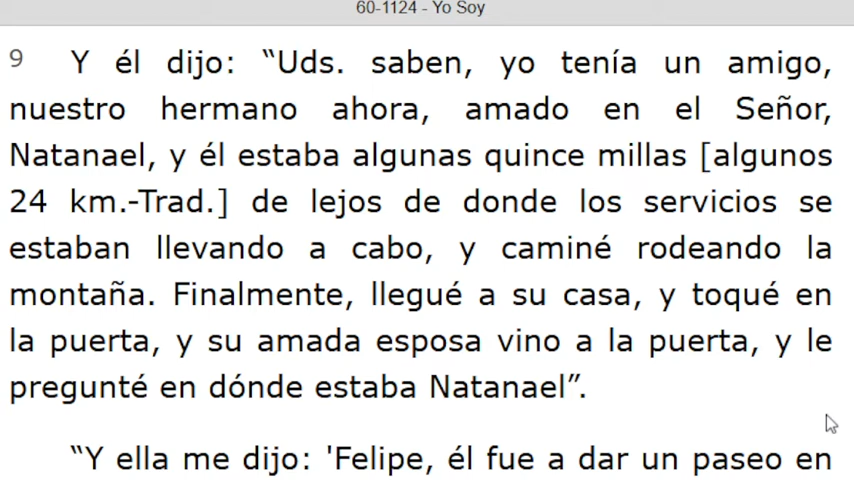 60-1124 - Yo Soy
9 Y él dijo: “Uds. saben, yo tenía un amigo,
nuestro hermano ahora, amado en el Señor,
Natanael, y él estaba algunas quince millas [algunos
24 km.-Trad.] de lejos de donde los servicios se
estaban llevando a cabo, y caminé rodeando la
montaña. Finalmente, llegué a su casa, y toqué en
la puerta, y su amada esposa vino a la puerta, y le
pregunté en dónde estaba Natanael”.
“Y ella me dijo: 'Felipe, él fue a dar un paseo en